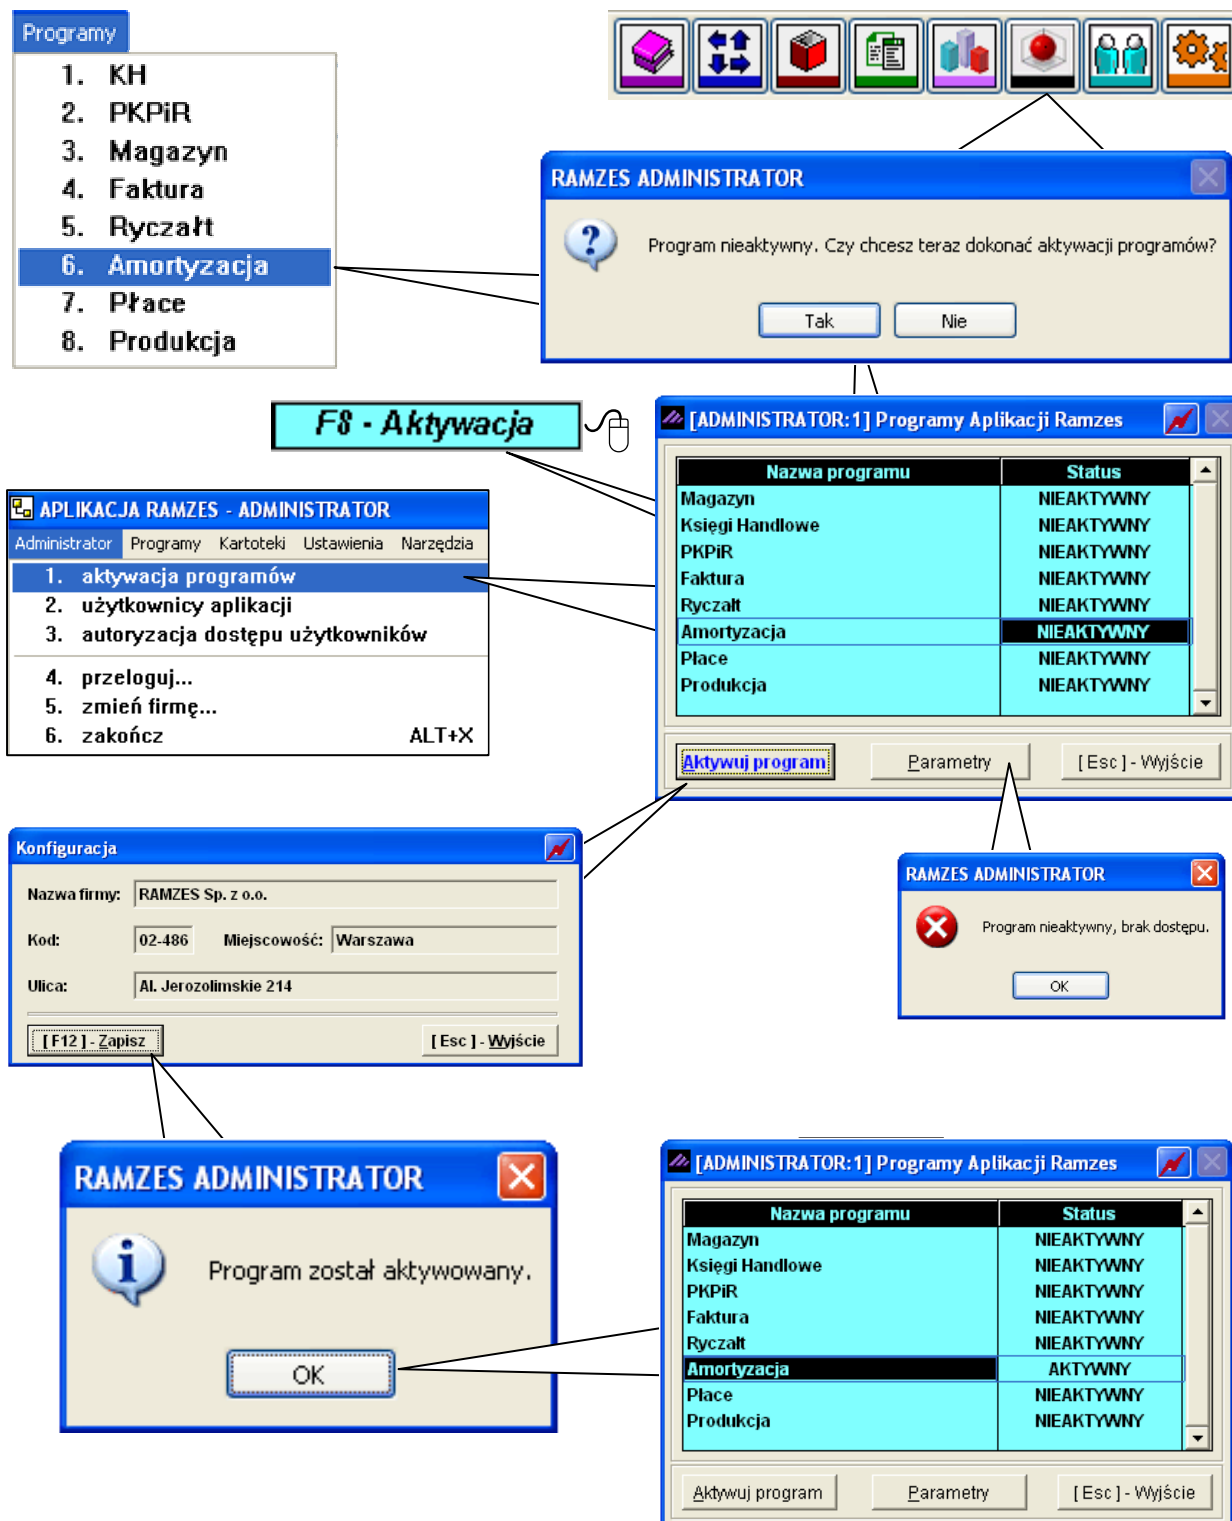 Programy
1. KH
2. PKPiR
3. Magazyn
4. Faktura
5. Ryczałt
6. Amortyzacja
7. Płace
8. Produkcja
RAMZES ADMINISTRATOR
Program nieaktywny. Czy chcesz teraz dokonać aktywacji programów?
Tak Nie
F8 - Aktywacja
APLIKACJA RAMZES - ADMINISTRATOR
Administrator Programy Kartoteki Ustawienia Narzędzia
1. aktywacja programów
2. użytkownicy aplikacji
3. autoryzacja dostępu użytkowników
4. przeloguj...
5. zmień firmę...
6. zakończ ALT+X
[ADMINISTRATOR:1] Programy Aplikacji Ramzes
Nazwa programu Status
Magazyn NIEAKTYWNY
Księgi Handlowe NIEAKTYWNY
PKPiR NIEAKTYWNY
Faktura NIEAKTYWNY
Ryczałt NIEAKTYWNY
Amortyzacja NIEAKTYWNY
Płace NIEAKTYWNY
Produkcja NIEAKTYWNY
Aktywuj program Parametry [ Esc ] - Wyjście
Konfiguracja
Nazwa firmy: RAMZES Sp. z o.o.
Kod: 02-486 Miejscowość: Warszawa
Ulica: Al. Jerozolimskie 214
[ F12 ] - Zapisz [ Esc ] - Wyjście
RAMZES ADMINISTRATOR
Program nieaktywny, brak dostępu.
OK
RAMZES ADMINISTRATOR
Program został aktywowany.
OK
[ADMINISTRATOR:1] Programy Aplikacji Ramzes
Nazwa programu Status
Magazyn NIEAKTYWNY
Księgi Handlowe NIEAKTYWNY
PKPiR NIEAKTYWNY
Faktura NIEAKTYWNY
Ryczałt NIEAKTYWNY
Amortyzacja AKTYWNY
Płace NIEAKTYWNY
Produkcja NIEAKTYWNY
Aktywuj program Parametry [ Esc ] - Wyjście